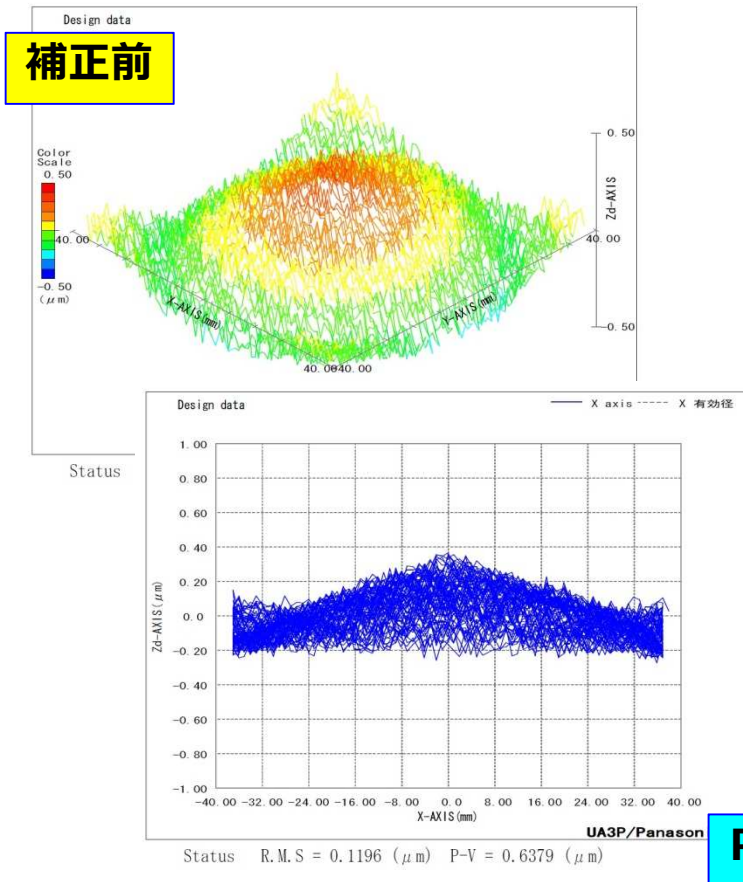 Design data
補正前
Color
Scale
0.50
-0.50
(μm)
40.00
X-AXIS(mm)
40.00
-40.00
Y-AXIS(mm)
40.00
Zd-AXIS
0.50
-0.50
Status
Design data
X axis
X 有効径
1.00
0.80
0.60
0.40
0.20
0.0
-0.20
-0.40
-0.60
-0.80
-1.00
Zd-AXIS(μm)
-40.00 -32.00 -24.00 -16.00 -8.00 0.0 8.00 16.00 24.00 32.00 40.00
X-AXIS(mm)
UA3P/Panason
Status R.M.S = 0.1196 (μm) P-V = 0.6379 (μm)